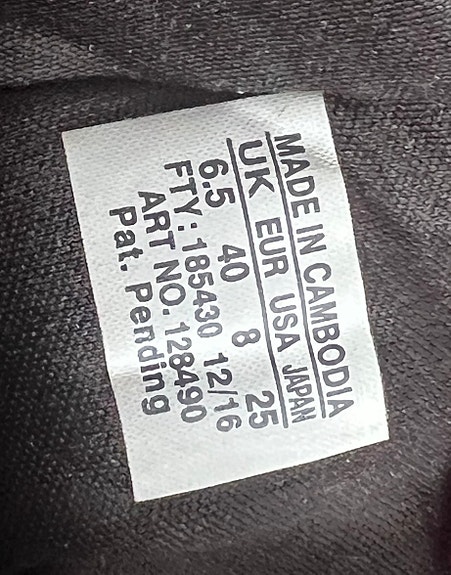 MADE IN CAMBODIA
UK EUR USA JAPAN
6.5 40 8 25
FTY: 185430 12/16
ART NO. 128490
Pat. Pending